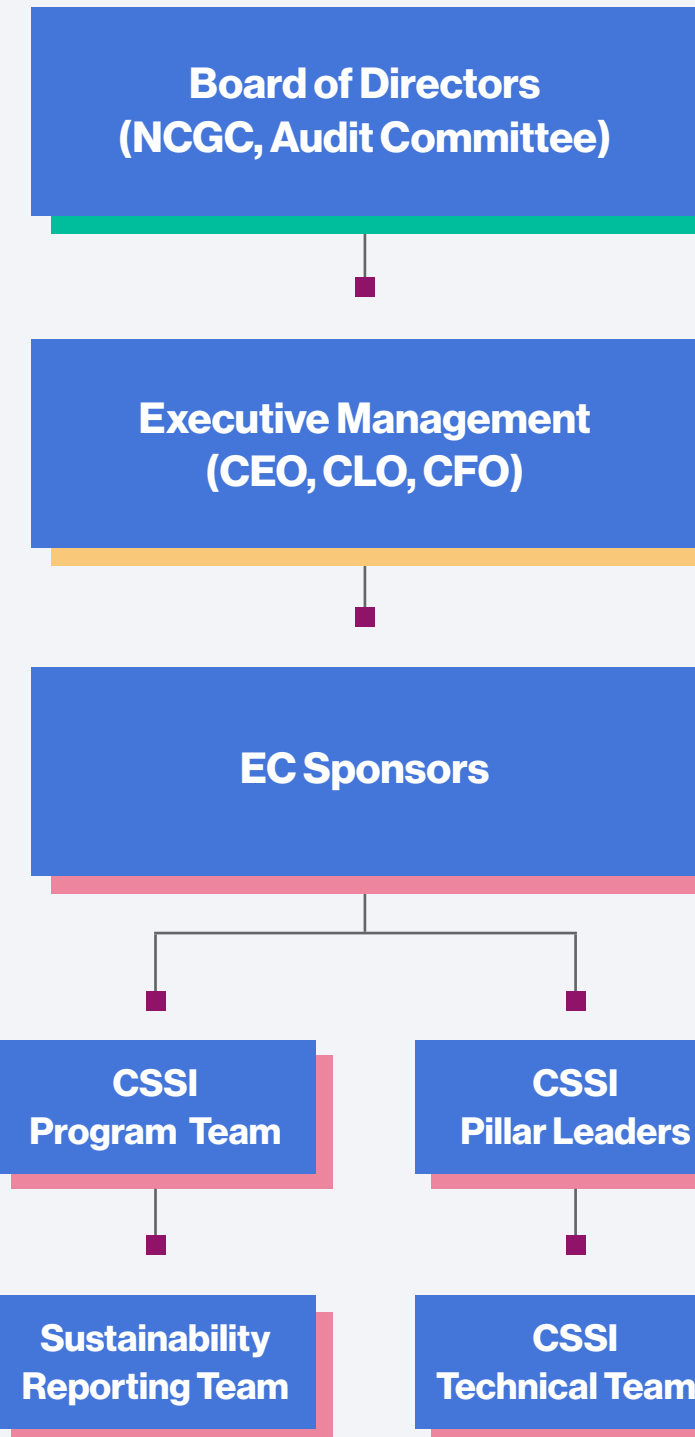 Board of Directors
(NCGC, Audit Committee)
Executive Management
(CEO, CLO, CFO)
EC Sponsors
CSSI
Program Team
CSSI
Pillar Leaders
Sustainability
Reporting Team
CSSI
Technical Team